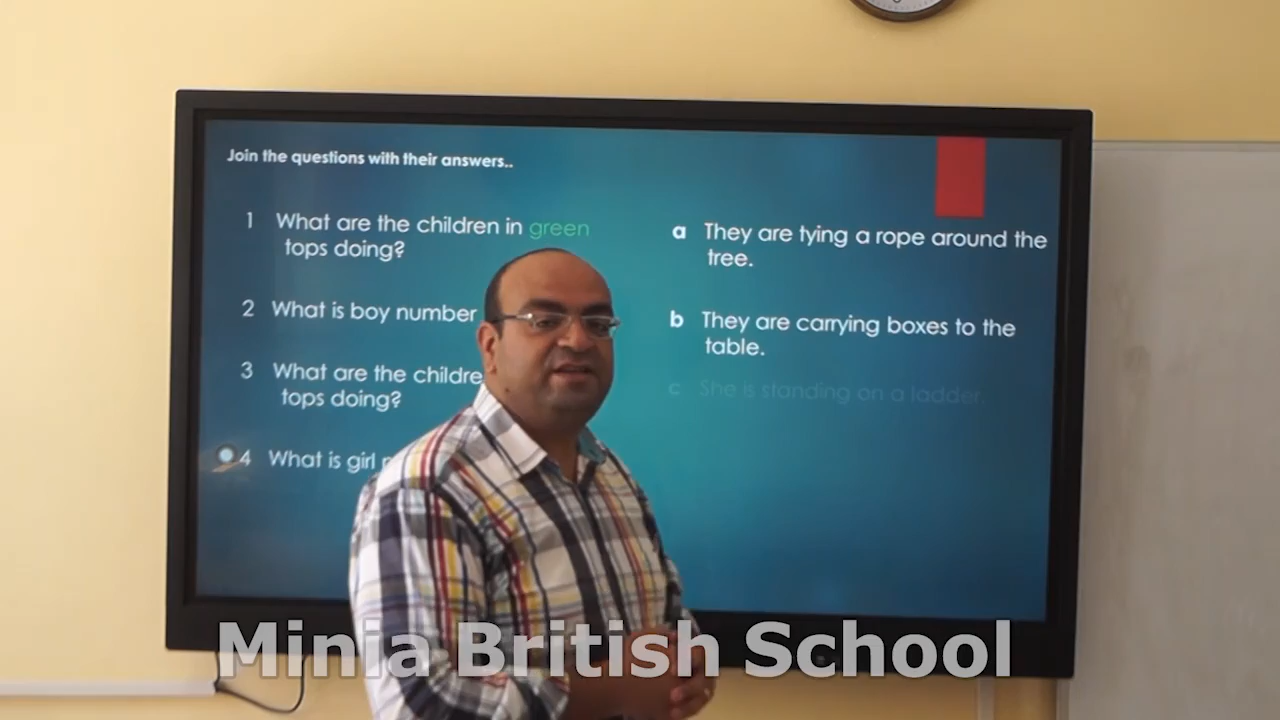 Join the questions with their answers..
1 What are the children in green
tops doing?
2 What is boy number
3 What are the childre
tops doing?
4 What is girl
a They are tying a rope around the
tree.
b They are carrying boxes to the
table.
c She is standing on a ladder.
Minia British School